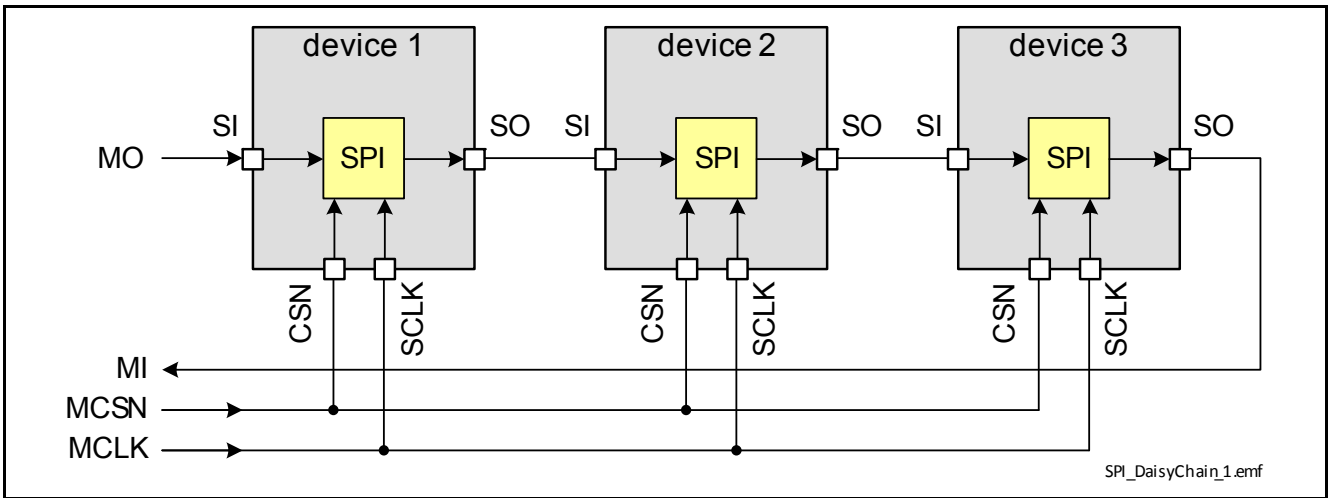 device 1 device 2 device 3
SI SO SI SO SI SO
MO SPI SPI SPI
CSN SCLK CSN SCLK CSN SCLK
MI
MCSN
MCLK
SPI_DaisyChain_1.emf